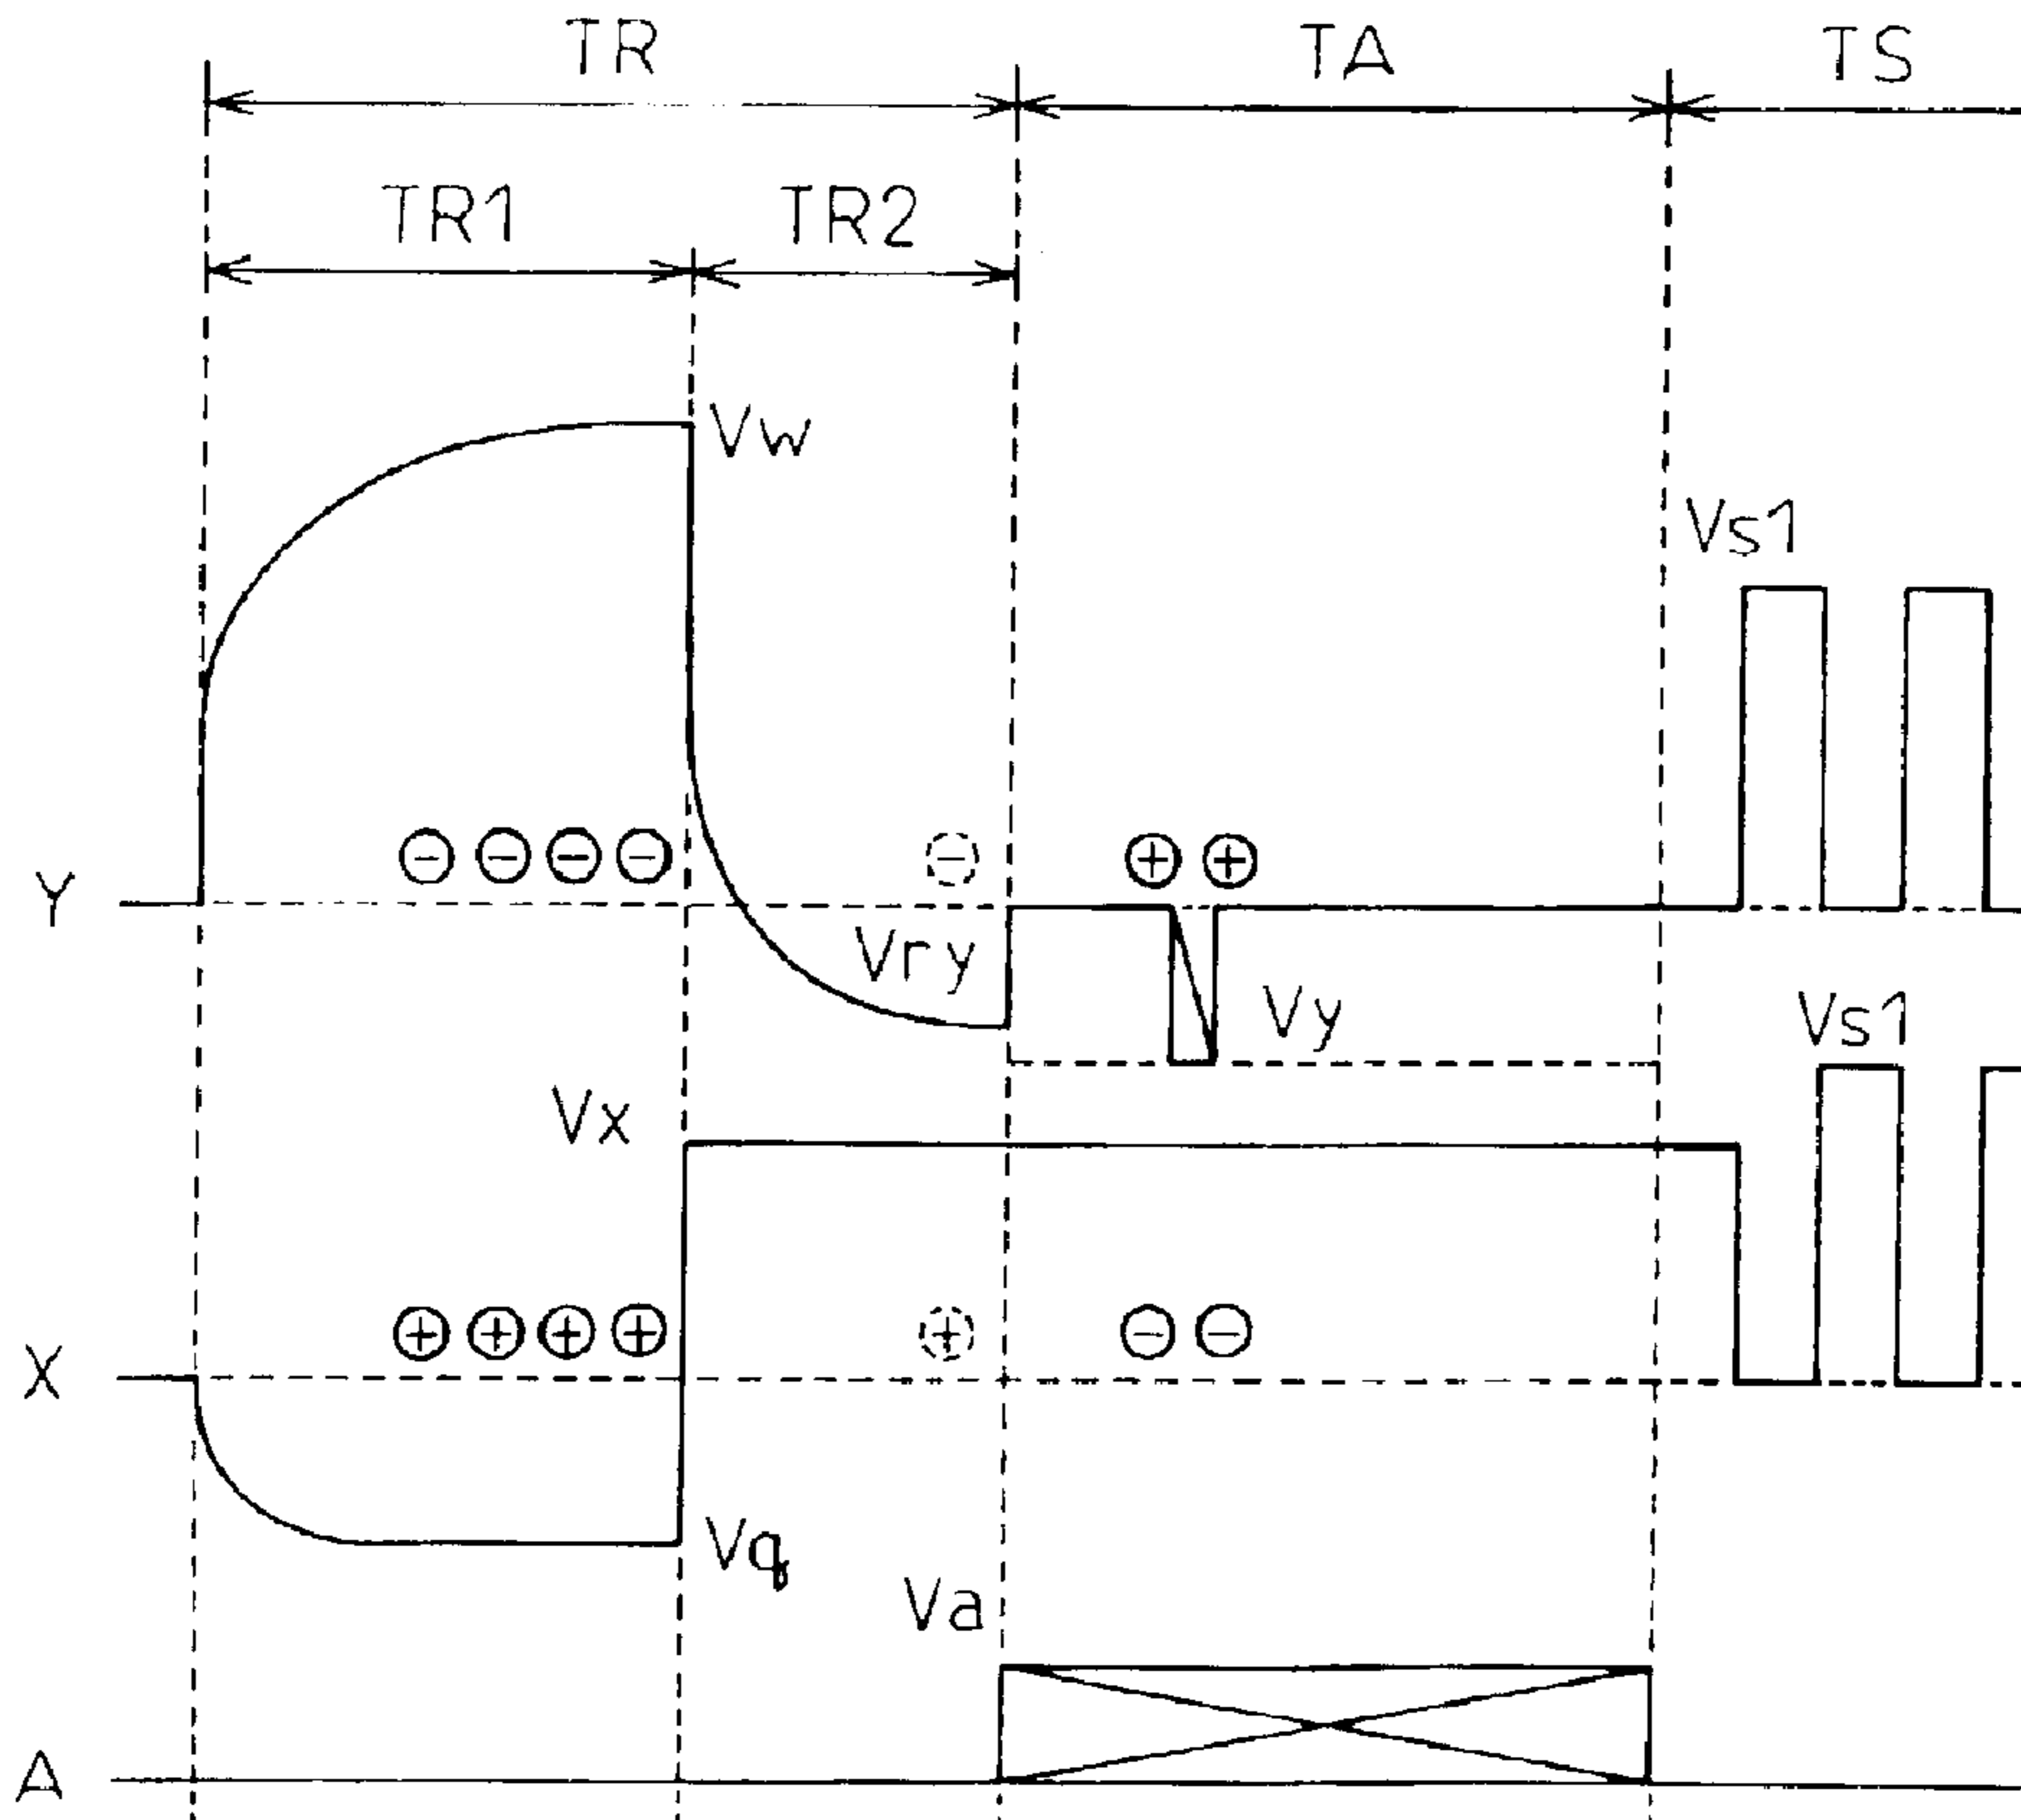 TR TA TS
TR1 TR2
Vw
Vs1
⊖ ⊖ ⊖ ⊖ ⊖ ⊕ ⊕
Y
Vry
Vy
Vs1
Vx
⊕ ⊕ ⊕ ⊕ ⊕ ⊖ ⊖
X
Vq
Va
A